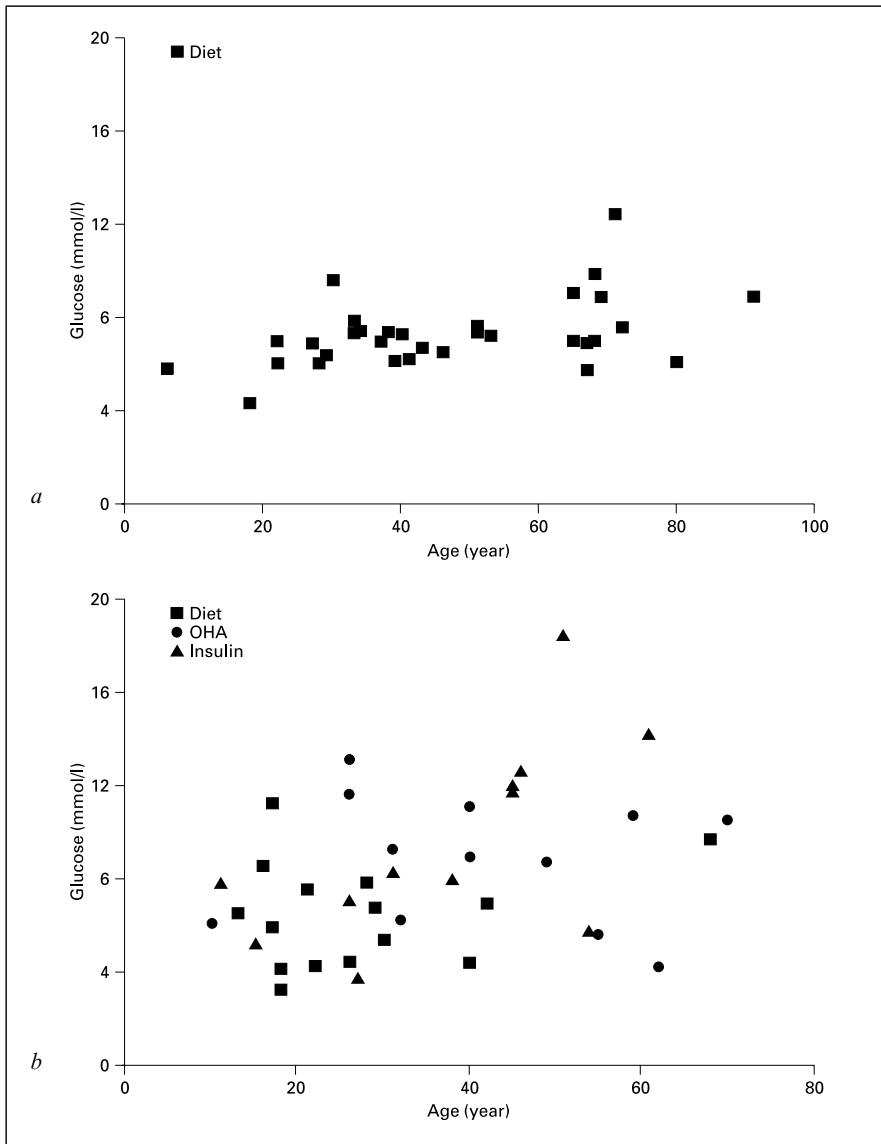 20
Diet
16
12
Glucose (mmol/l)
6
4
0
a
0 20 40 60 80 100
Age (year)
20
Diet
OHA
Insulin
16
12
Glucose (mmol/l)
6
4
0
b
0 20 40 60 80
Age (year)